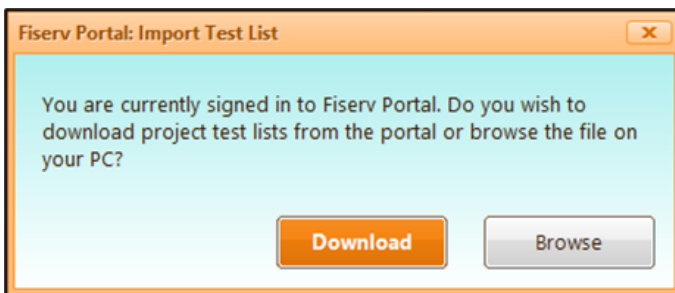 Fiserv Portal: Import Test List
You are currently signed in to Fiserv Portal. Do you wish to
download project test lists from the portal or browse the file on
your PC?
Download
Browse